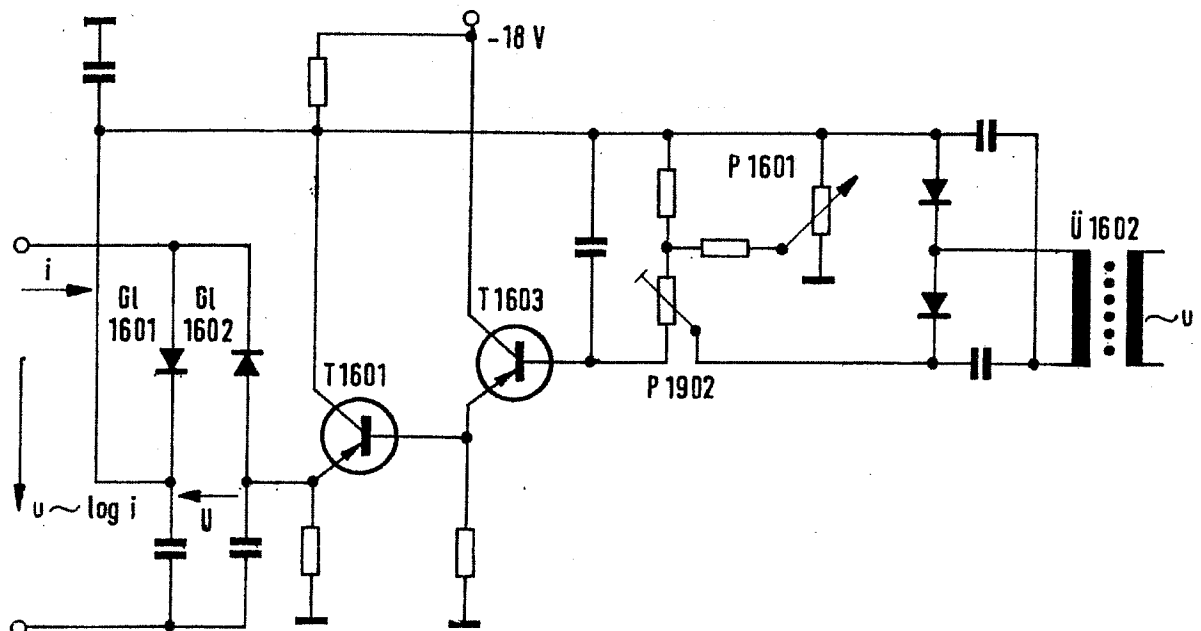 -18 V
P 1601
Ü 1602
i
Gl
1601
Gl
1602
T 1603
~ u
T 1601
P 1902
u ~ log i
U